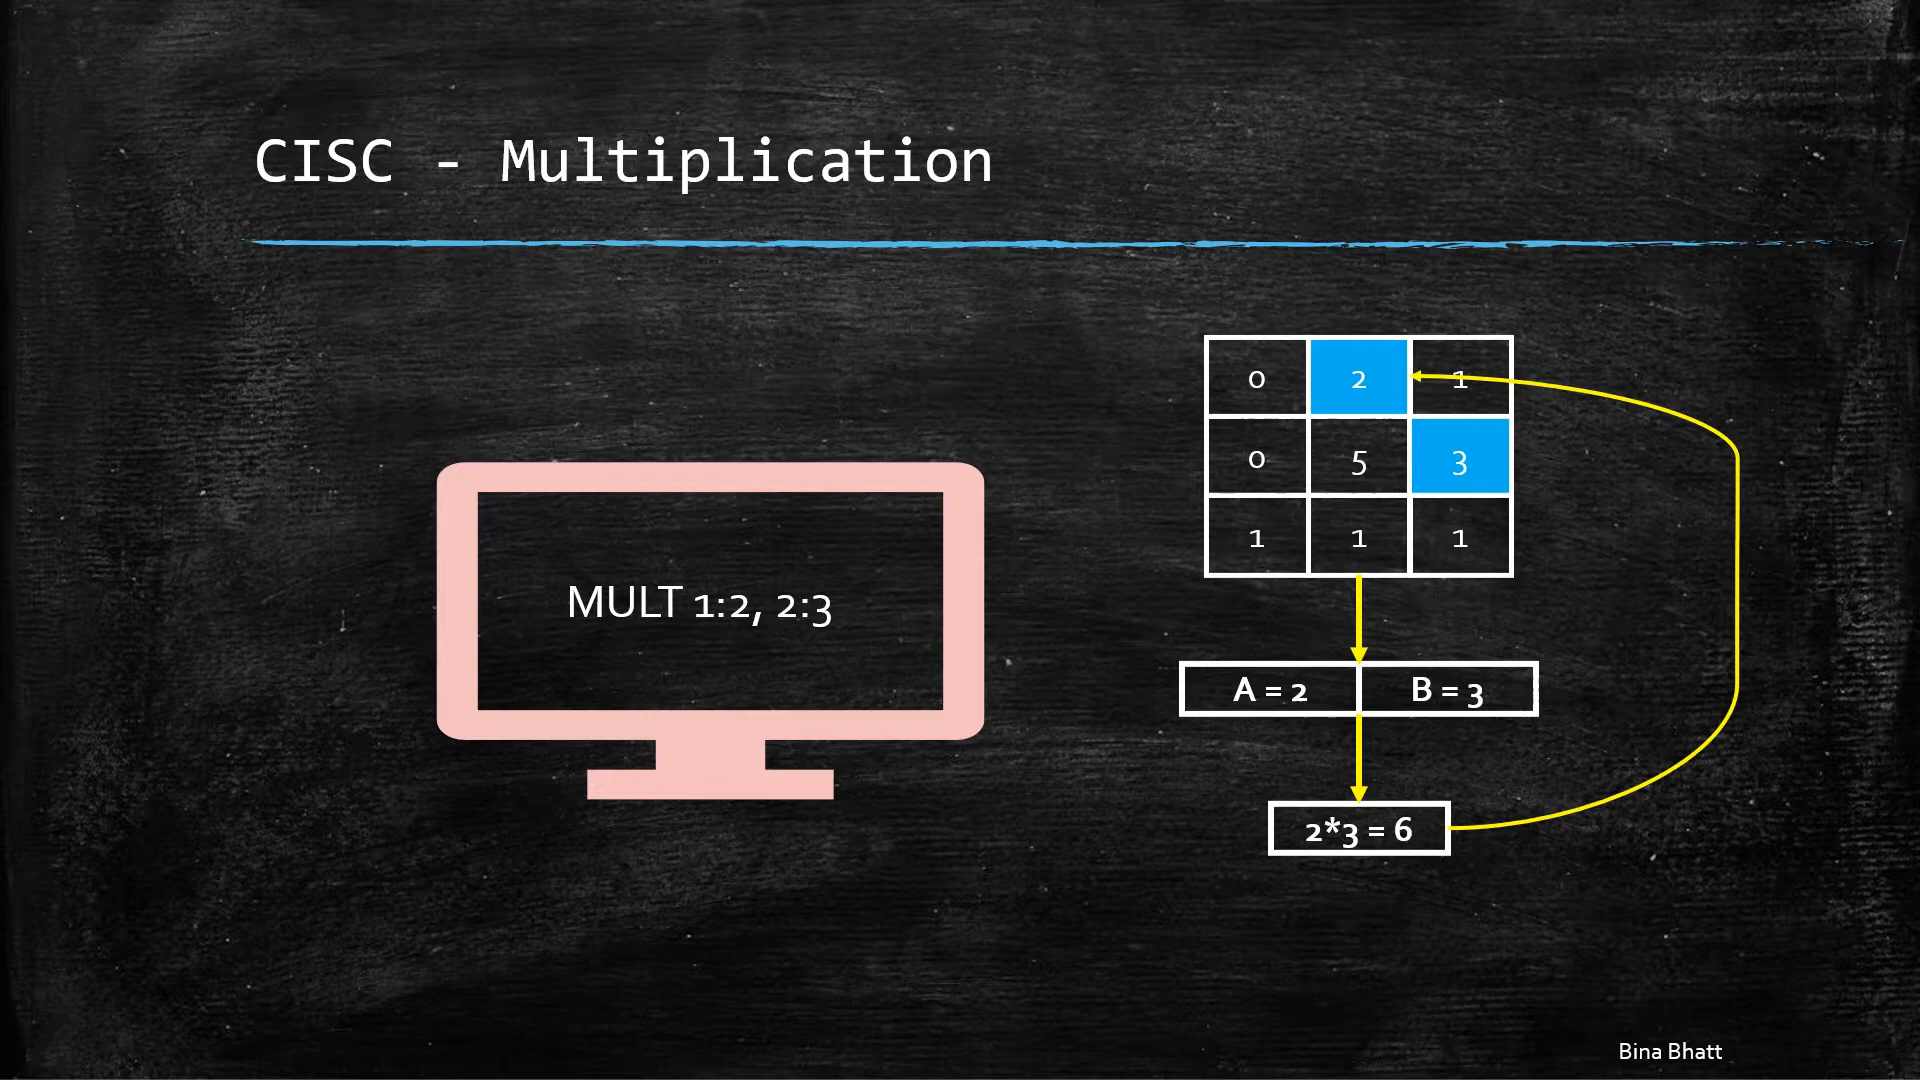 CISC - Multiplication
0 2 1
0 5 3
1 1 1
MULT 1:2, 2:3
A = 2 B = 3
2*3 = 6
Bina Bhatt